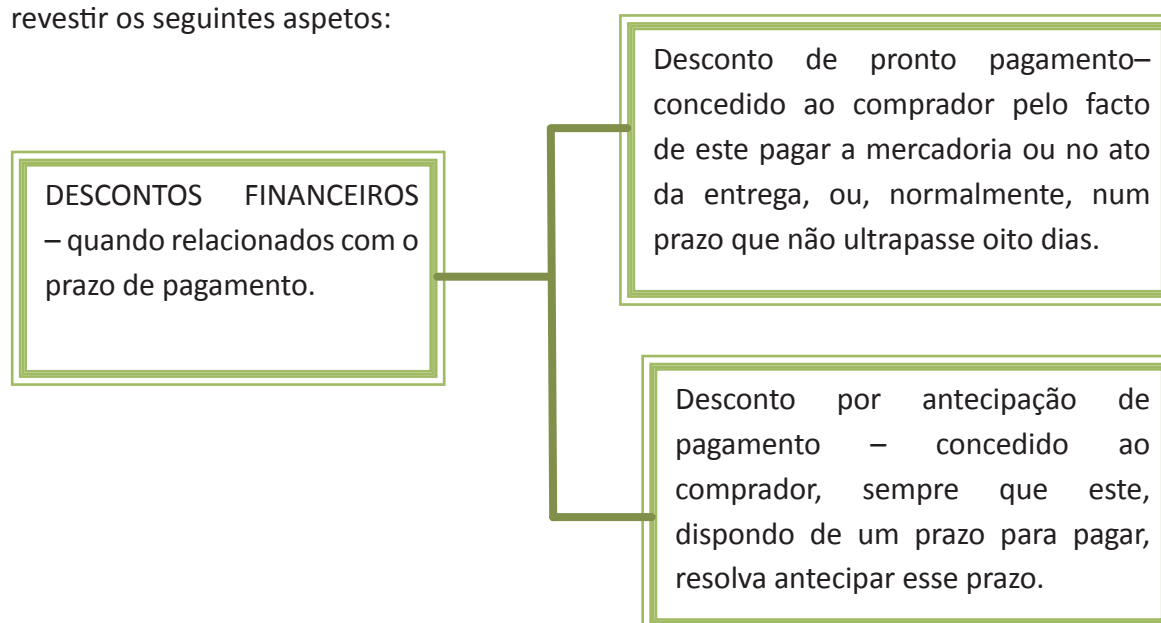 revestir os seguintes aspetos:
DESCONTOS FINANCEIROS
– quando relacionados com o
prazo de pagamento.
Desconto de pronto pagamento–
concedido ao comprador pelo facto
de este pagar a mercadoria ou no ato
da entrega, ou, normalmente, num
prazo que não ultrapasse oito dias.
Desconto por antecipação de
pagamento – concedido ao
comprador, sempre que este,
dispondo de um prazo para pagar,
resolva antecipar esse prazo.